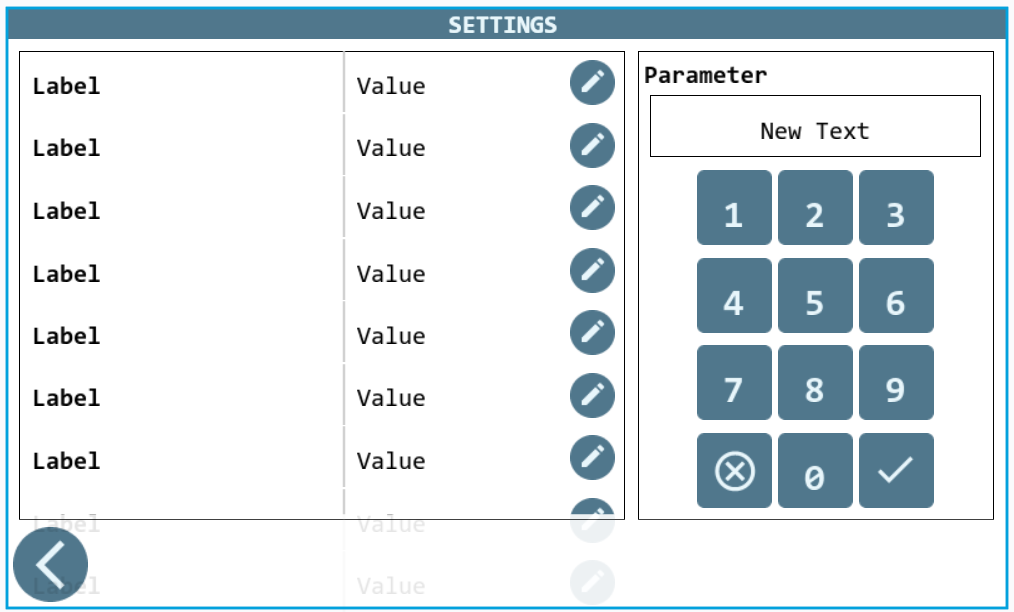 SETTINGS
Label Value
Label Value
Label Value
Label Value
Label Value
Label Value
Label Value
Label Value
Label Value
Parameter
New Text
1 2 3
4 5 6
7 8 9
0